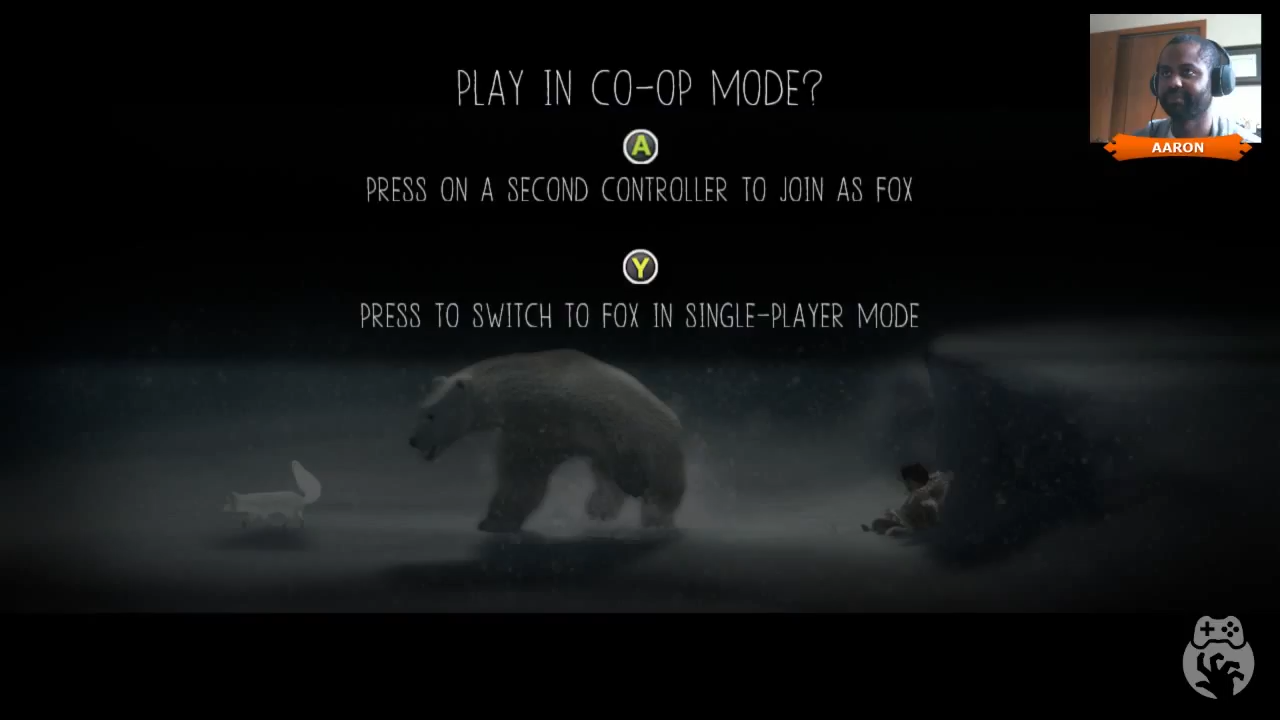 PLAY IN CO-OP MODE?
A
PRESS ON A SECOND CONTROLLER TO JOIN AS FOX
Y
PRESS TO SWITCH TO FOX IN SINGLE-PLAYER MODE
AARON